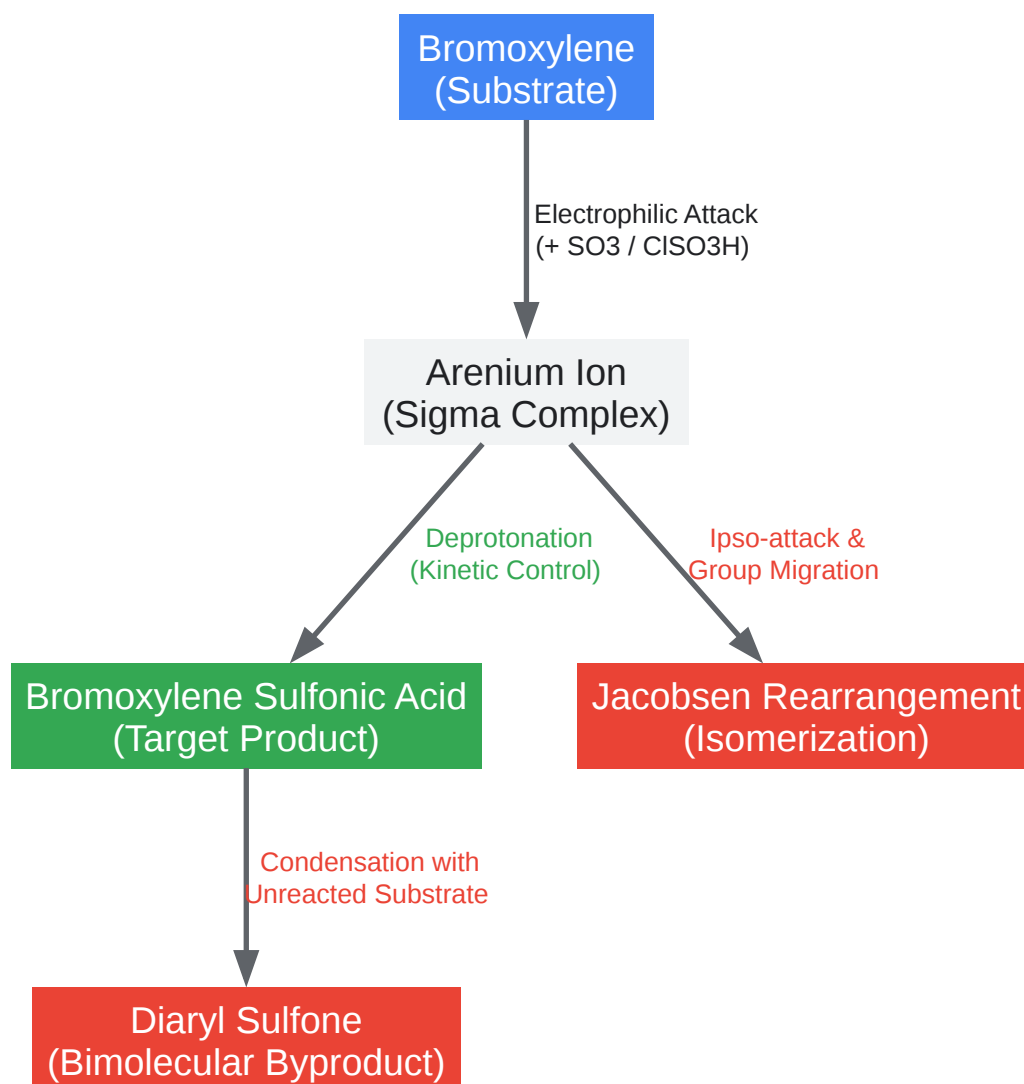 Bromoxylene
(Substrate)
Electrophilic Attack
(+ SO3 / ClSO3H)
Arenium Ion
(Sigma Complex)
Deprotonation
(Kinetic Control)
Ipso-attack &
Group Migration
Bromoxylene Sulfonic Acid
(Target Product)
Jacobsen Rearrangement
(Isomerization)
Condensation with
Unreacted Substrate
Diaryl Sulfone
(Bimolecular Byproduct)